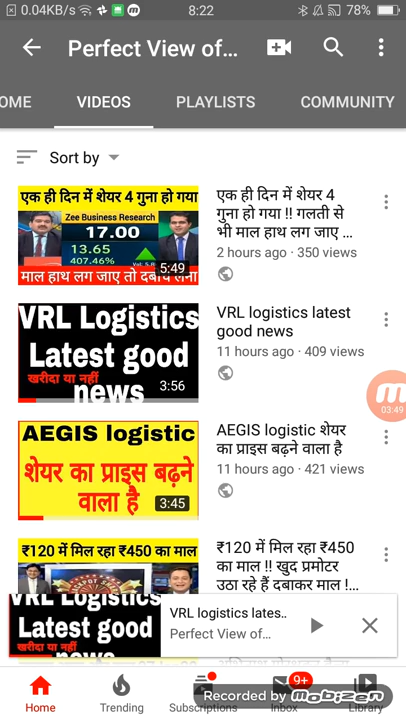 0.04KB/s 8:22 78%
Perfect View of...
OME VIDEOS PLAYLISTS COMMUNITY
Sort by
एक ही दिन में शेयर 4 गुना हो गया
Zee Business Research
17.00
13.65
407.46%
माल हाथ लग जाए तो दबोच लेना
5:49
एक ही दिन में शेयर 4
गुना हो गया !! गलती से
भी माल हाथ लग जाए ...
2 hours ago · 350 views
VRL Logistics
Latest good
news
खरीदा या नहीं
3:56
VRL logistics latest
good news
11 hours ago · 409 views
03:49
AEGIS logistic
शेयर का प्राइस बढ़ने
वाला है
3:45
AEGIS logistic शेयर
का प्राइस बढ़ने वाला है
11 hours ago · 421 views
₹120 में मिल रहा ₹450 का माल
₹120 में मिल रहा ₹450
का माल !! खुद प्रमोटर
उठा रहे हैं दबाकर माल !...
VRL Logistics
Latest good
VRL logistics lates..
Perfect View of...
9+
Recorded by mobizen
Home Trending Subscriptions Inbox Library